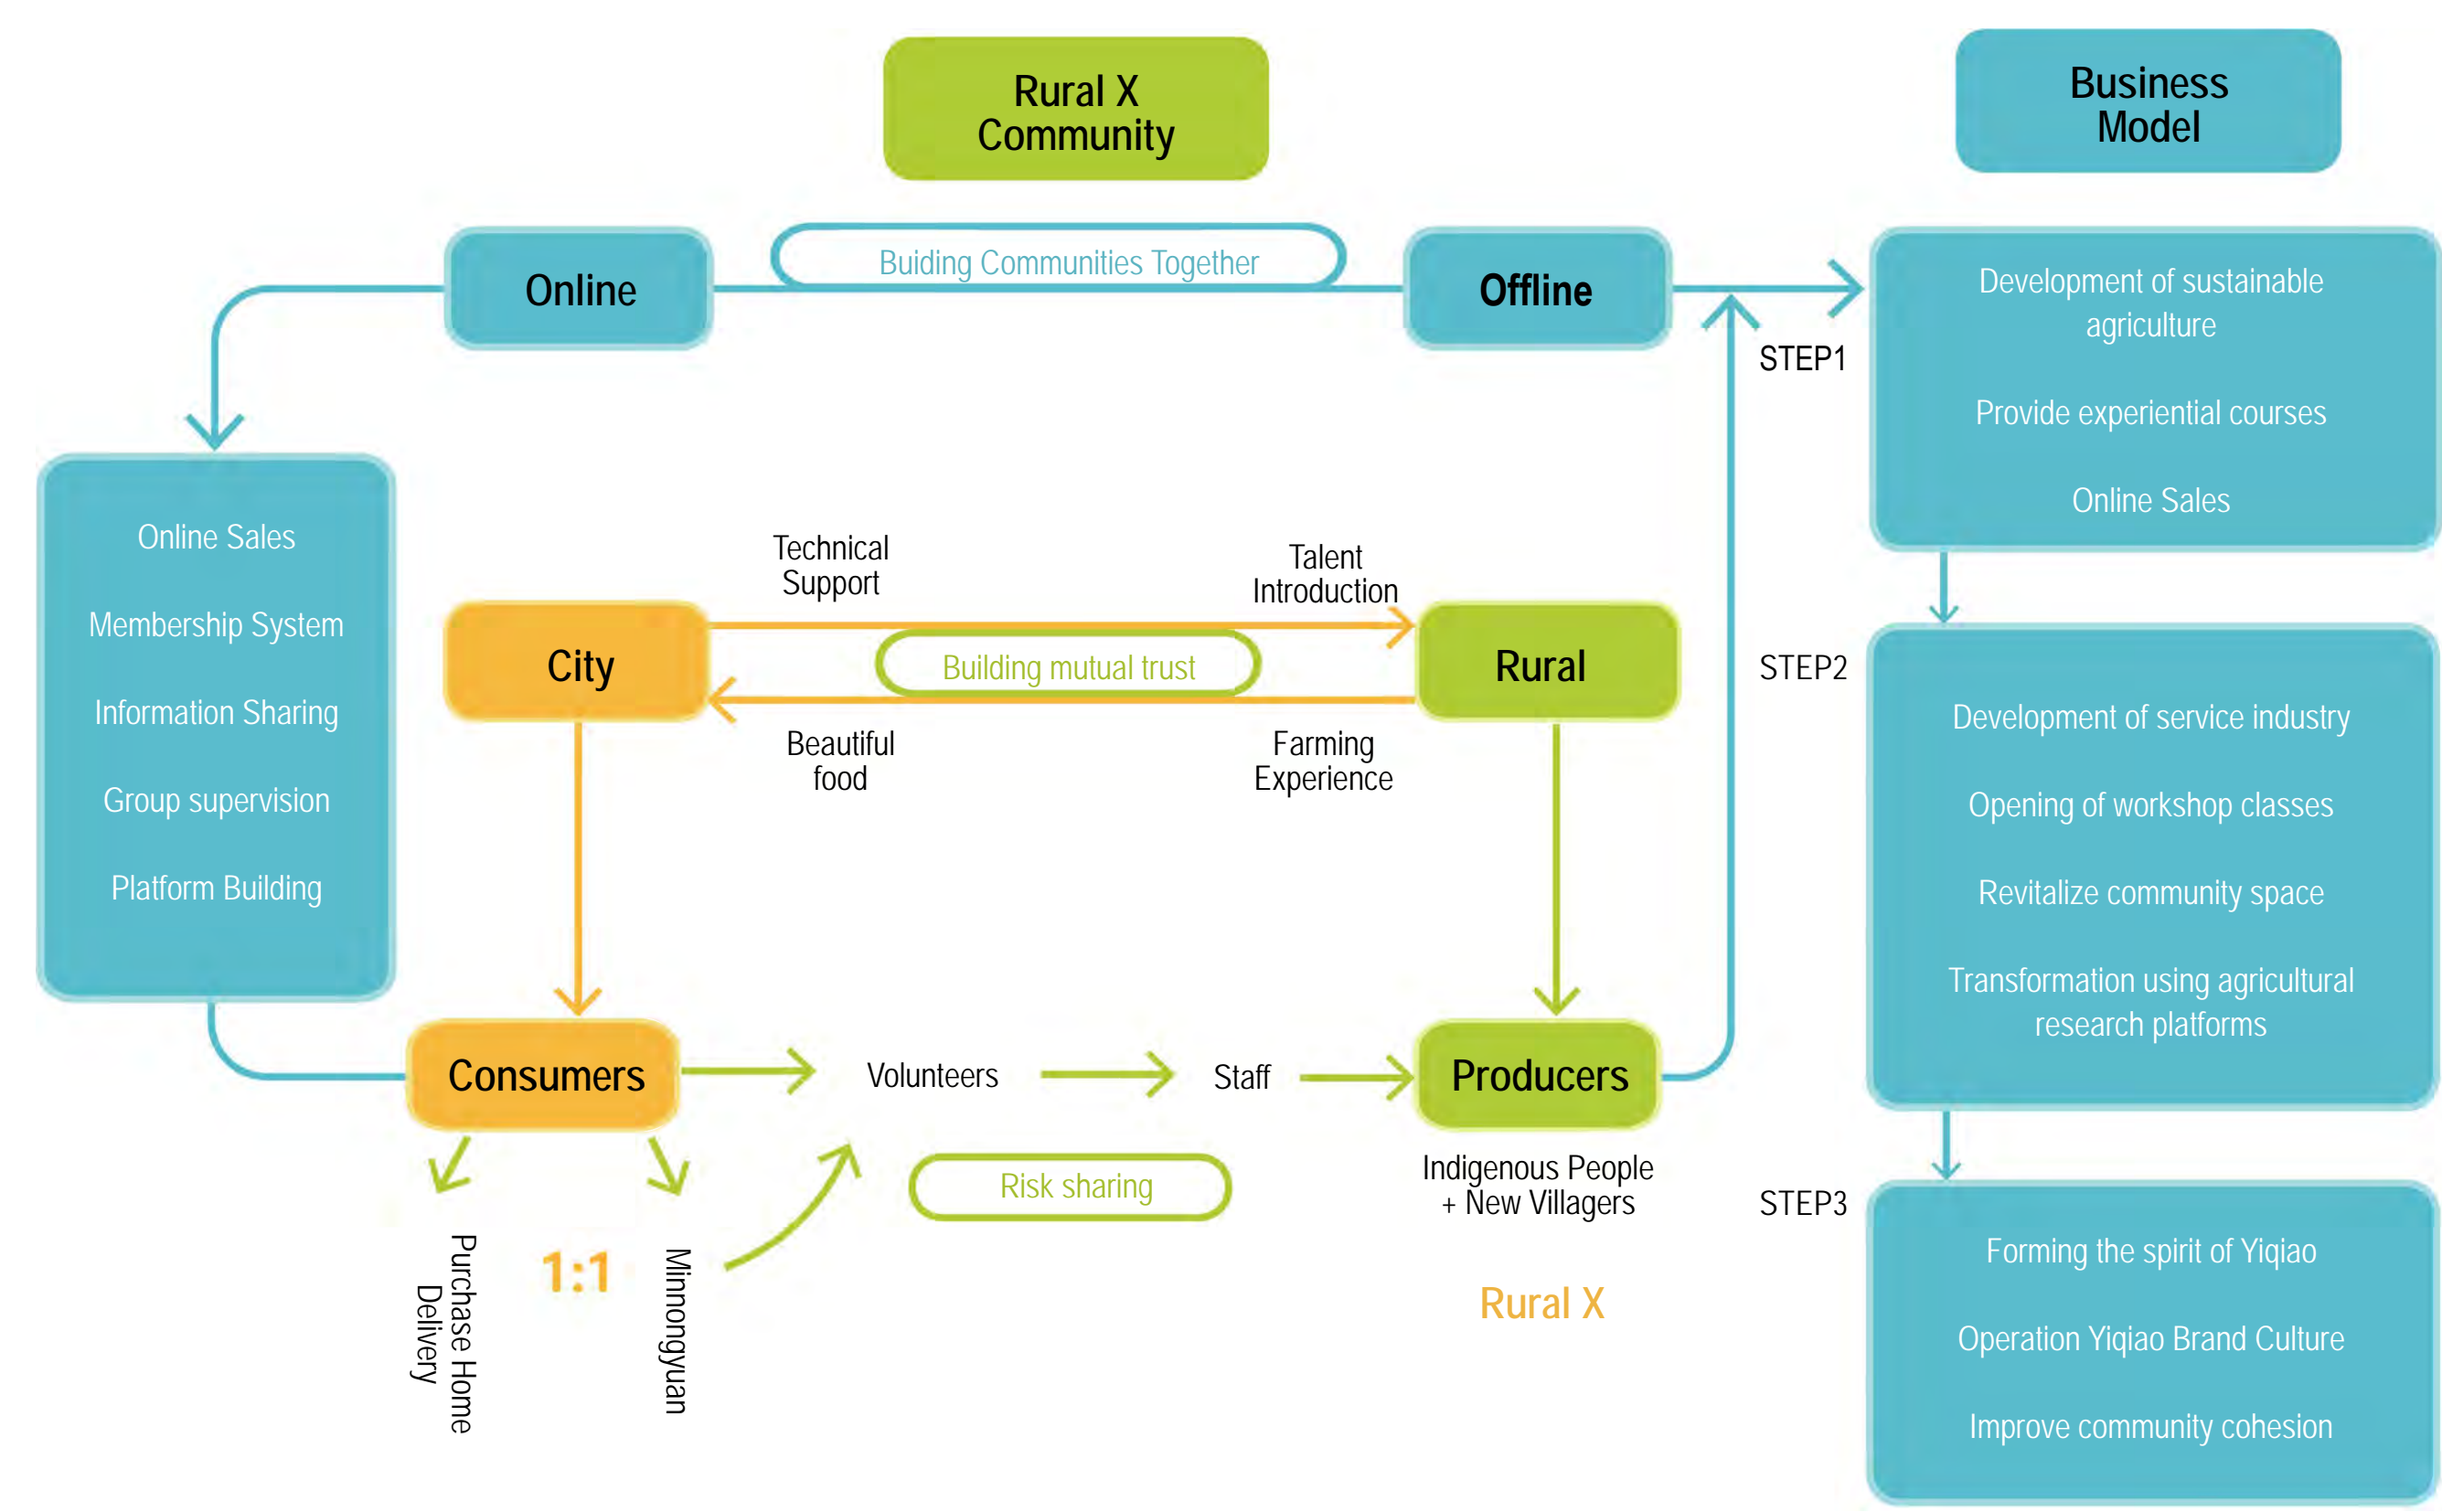 Rural X
Community
Business
Model
Online
Buiding Communities Together
Offline
Development of sustainable
agriculture
Provide experiential courses
Online Sales
STEP1
Online Sales
Membership System
Information Sharing
Group supervision
Platform Building
Technical
Support
Talent
Introduction
City
Building mutual trust
Rural
Beautiful
food
Farming
Experience
STEP2
Development of service industry
Opening of workshop classes
Revitalize community space
Transformation using agricultural
research platforms
Consumers
Volunteers
Staff
Producers
Risk sharing
Indigenous People
+ New Villagers
Purchase Home
Delivery
1:1
Minnongyuan
Rural X
STEP3
Forming the spirit of Yiqiao
Operation Yiqiao Brand Culture
Improve community cohesion